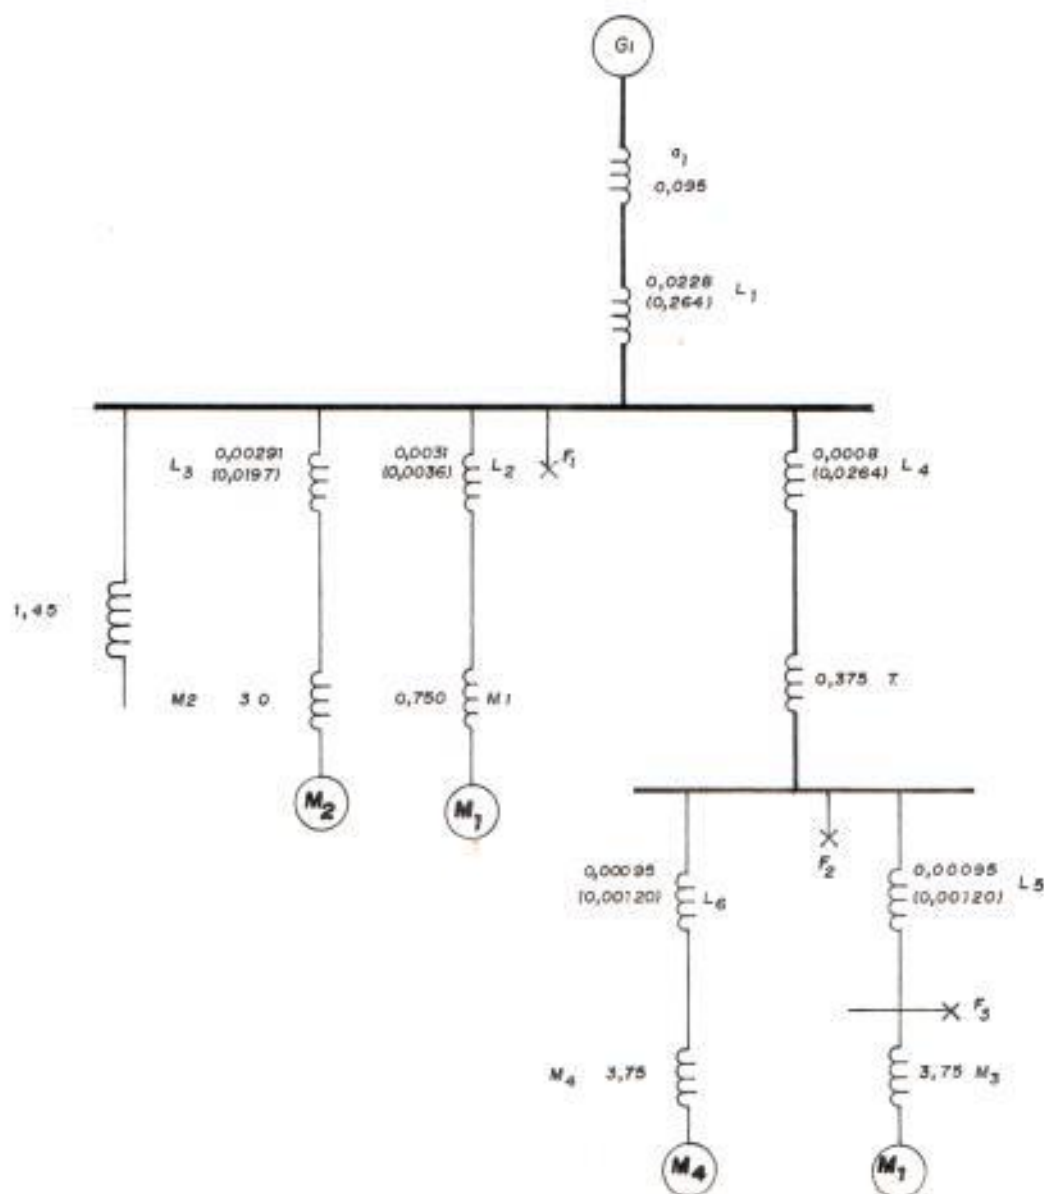 G1
a1
0,095
0,0228 L1
(0,264)
L3 0,00291
(0,0197)
0,0031 L2
(0,0036)
F1
0,0008
(0,0264) L4
1,45
M2 3 0
0,750 M1
0,375 T.
M2
M1
F2
0,00095
(0,00120) L6
0,00095 L5
(0,00120)
F3
M4 3,75
3,75 M3
M4
M1